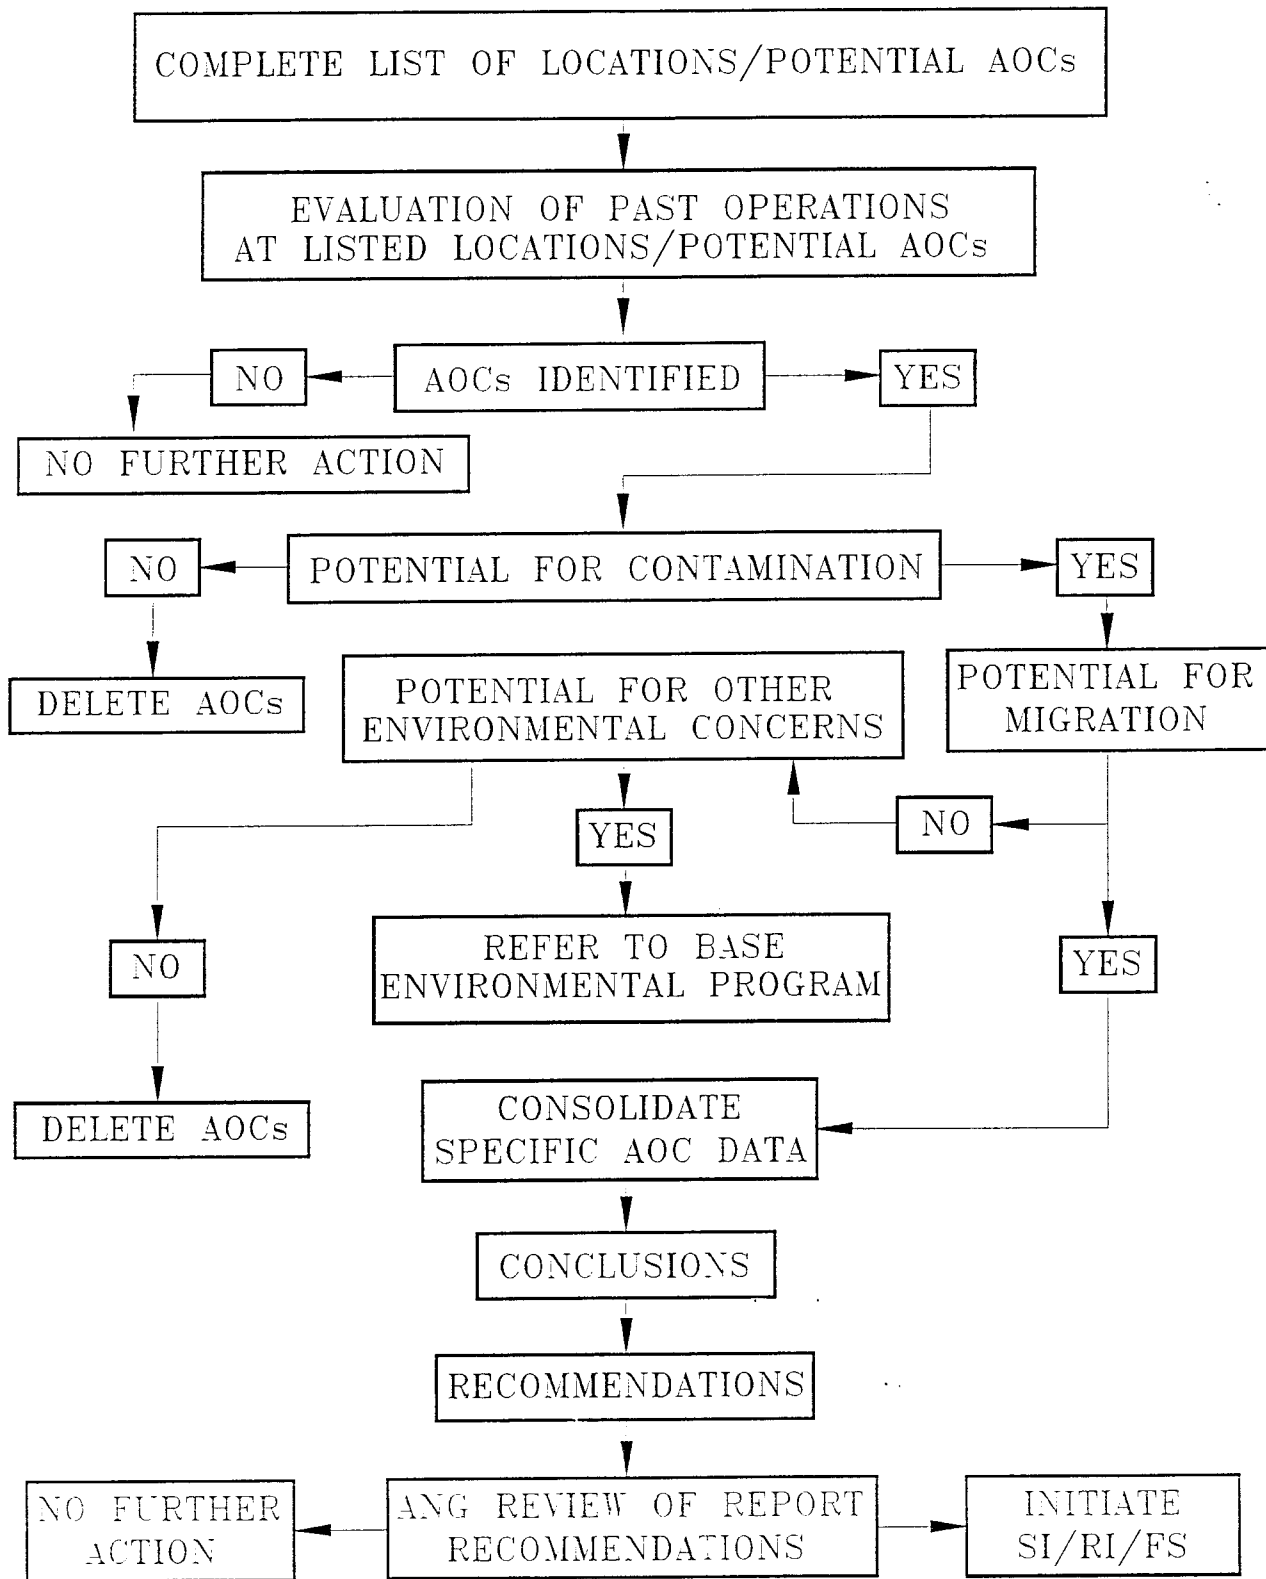 COMPLETE LIST OF LOCATIONS/POTENTIAL AOCs
EVALUATION OF PAST OPERATIONS
AT LISTED LOCATIONS/POTENTIAL AOCs
NO
AOCs IDENTIFIED
YES
NO FURTHER ACTION
NO
POTENTIAL FOR CONTAMINATION
YES
DELETE AOCs
POTENTIAL FOR OTHER
ENVIRONMENTAL CONCERNS
POTENTIAL FOR
MIGRATION
YES
NO
NO
REFER TO BASE
ENVIRONMENTAL PROGRAM
YES
DELETE AOCs
CONSOLIDATE
SPECIFIC AOC DATA
CONCLUSIONS
RECOMMENDATIONS
NO FURTHER
ACTION
ANG REVIEW OF REPORT
RECOMMENDATIONS
INITIATE
SI/RI/FS